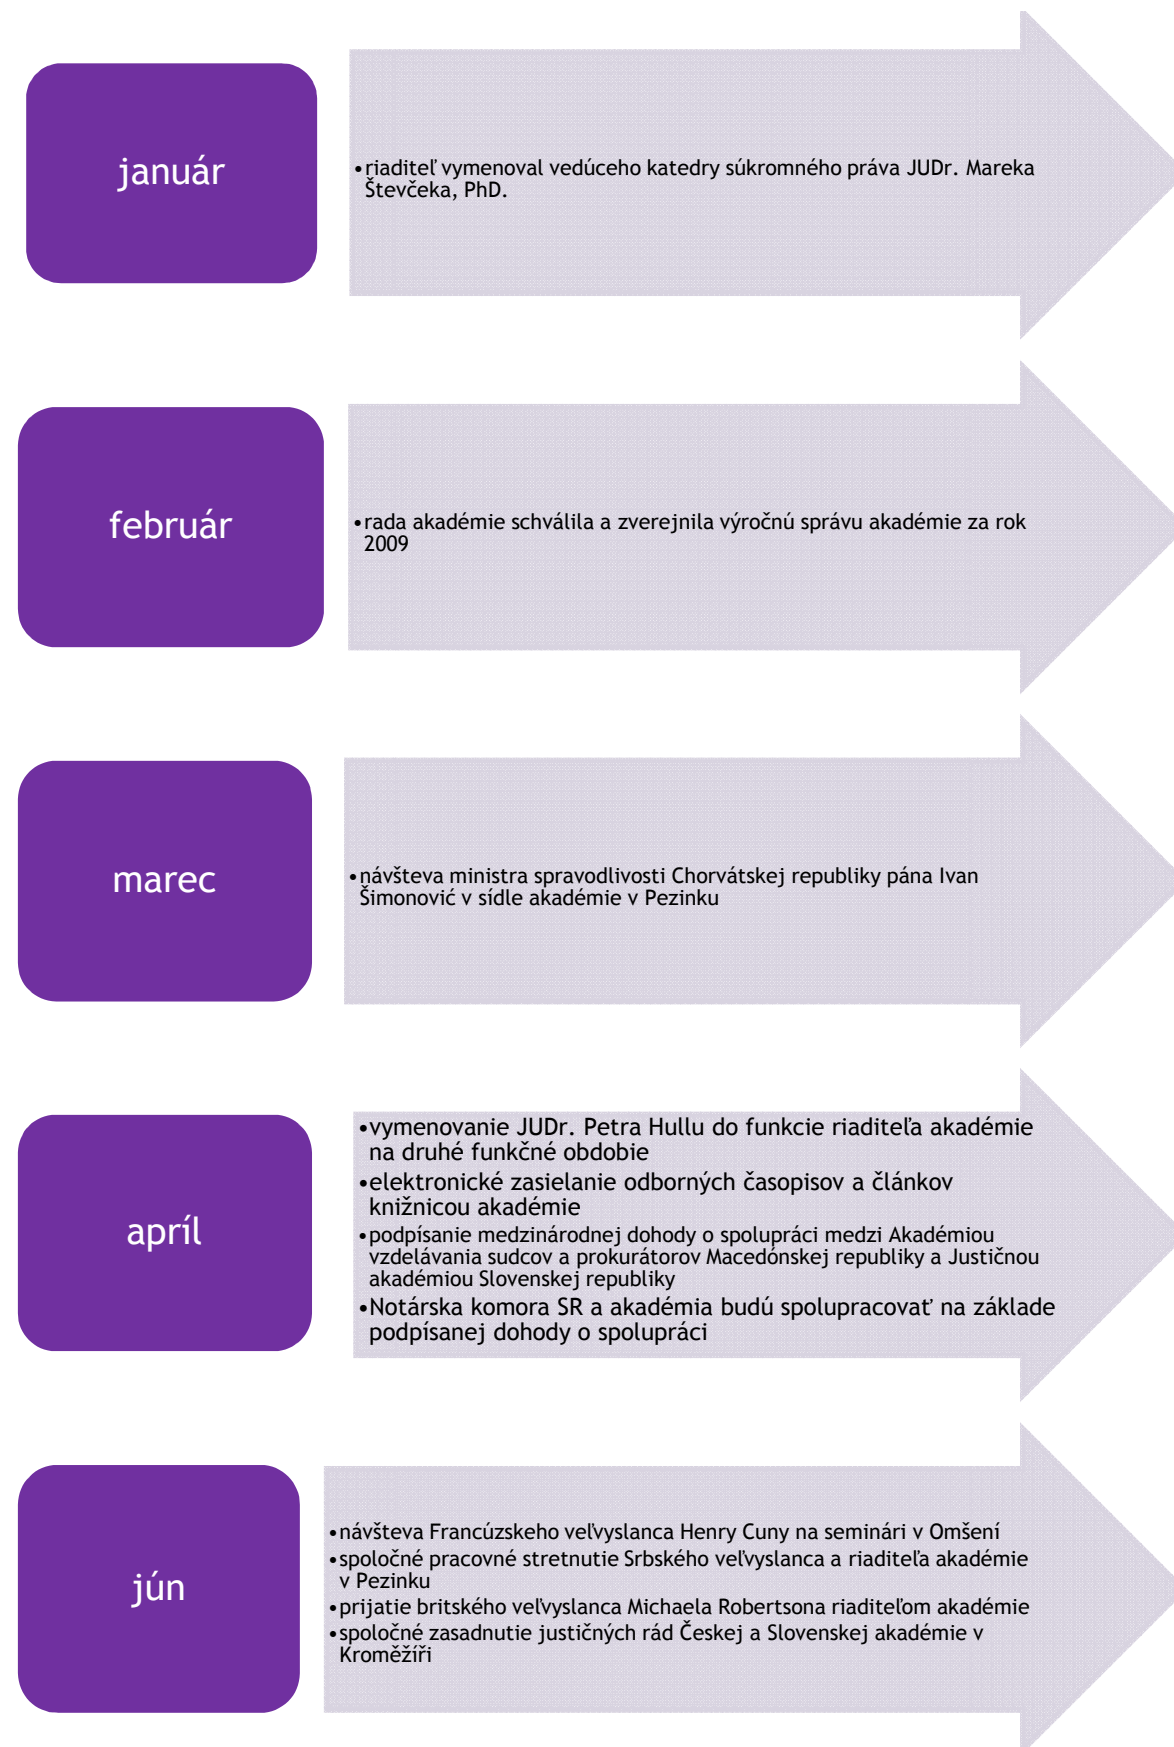 január
•riaditeľ vymenoval vedúceho katedry súkromného práva JUDr. Mareka
Števčeka, PhD.
február
•rada akadémie schválila a zverejnila výročnú správu akadémie za rok
2009
marec
•návšteva ministra spravodlivosti Chorvátskej republiky pána Ivan
Šimonović v sídle akadémie v Pezinku
apríl
•vymenovanie JUDr. Petra Hullu do funkcie riaditeľa akadémie
na druhé funkčné obdobie
•elektronické zasielanie odborných časopisov a článkov
knižnicou akadémie
•podpísanie medzinárodnej dohody o spolupráci medzi Akadémiou
vzdelávania sudcov a prokurátorov Macedónskej republiky a Justičnou
akadémiou Slovenskej republiky
•Notárska komora SR a akadémia budú spolupracovať na základe
podpísanej dohody o spolupráci
jún
•návšteva Francúzskeho veľvyslanca Henry Cuny na seminári v Omšení
•spoločné pracovné stretnutie Srbského veľvyslanca a riaditeľa akadémie
v Pezinku
•prijatie britského veľvyslanca Michaela Robertsona riaditeľom akadémie
•spoločné zasadnutie justičných rád Českej a Slovenskej akadémie v
Kroměžíři